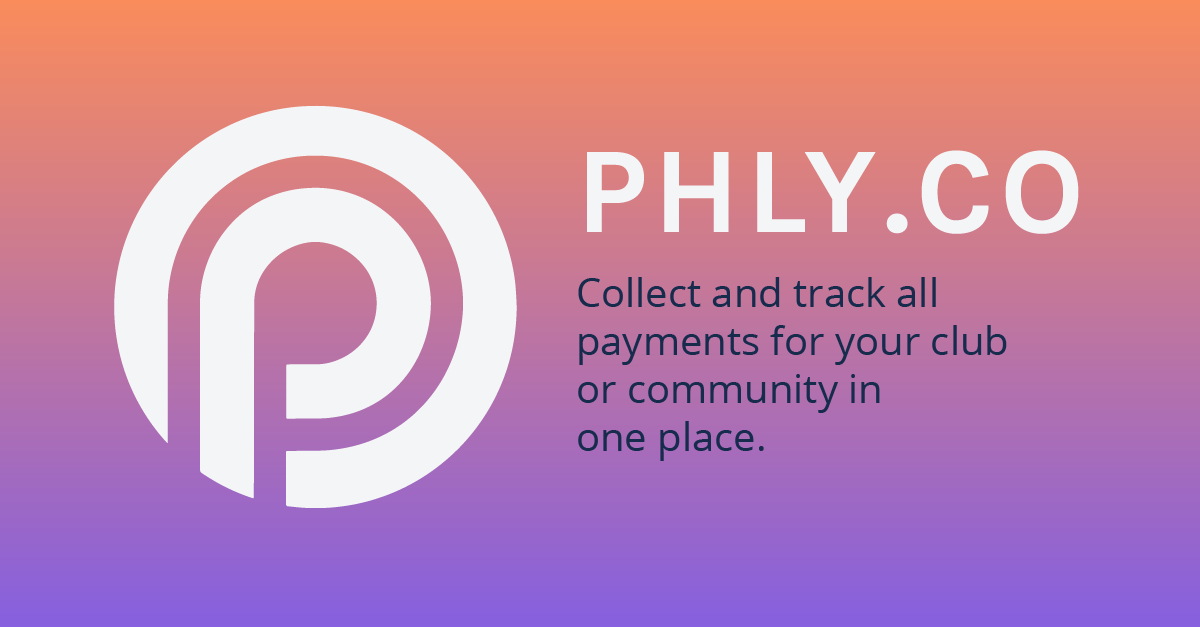 PHLY.CO
Collect and track all
payments for your club
or community in
one place.